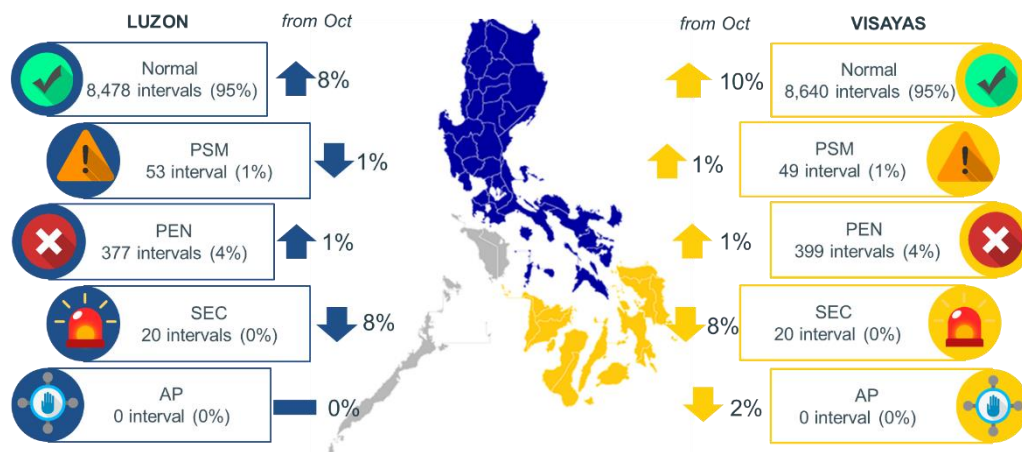 LUZON
from Oct
Normal
8,478 intervals (95%)
8%
PSM
53 interval (1%)
1%
PEN
377 intervals (4%)
1%
SEC
20 intervals (0%)
8%
AP
0 interval (0%)
0%
from Oct
VISAYAS
10%
Normal
8,640 intervals (95%)
1%
PSM
49 interval (1%)
1%
PEN
399 intervals (4%)
8%
SEC
20 interval (0%)
2%
AP
0 interval (0%)